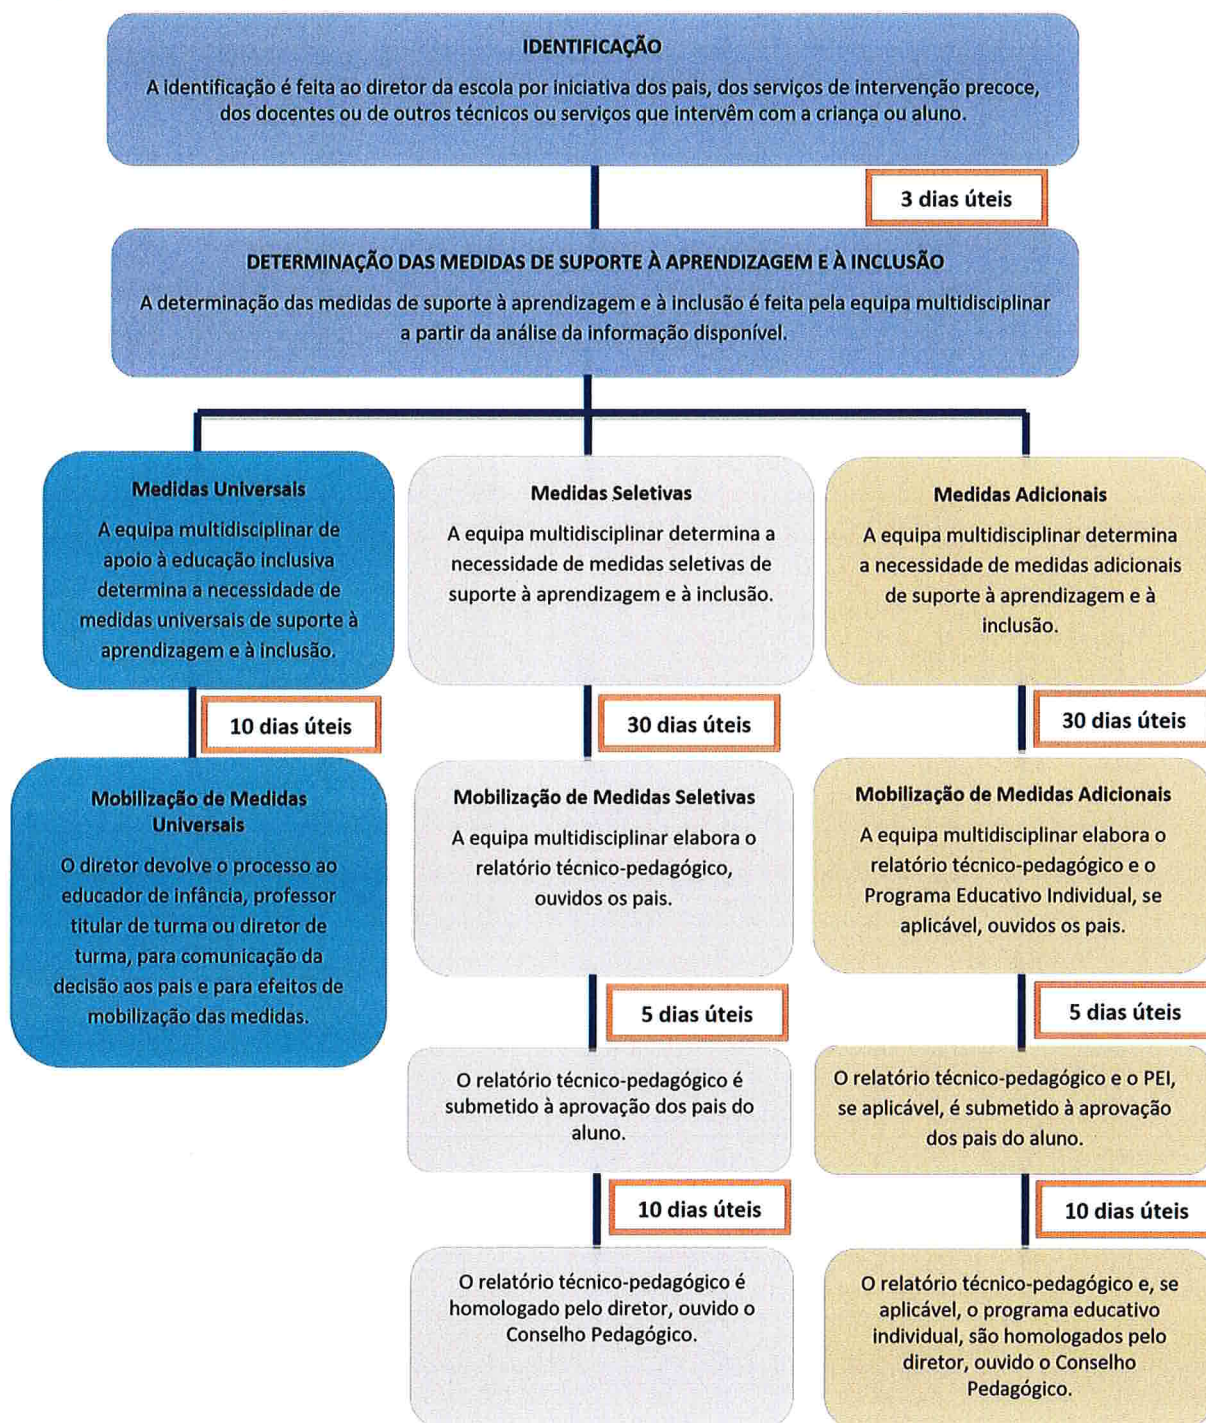 IDENTIFICAÇÃO
A identificação é feita ao diretor da escola por iniciativa dos pais, dos serviços de intervenção precoce,
dos docentes ou de outros técnicos ou serviços que intervêm com a criança ou aluno.
3 dias úteis
DETERMINAÇÃO DAS MEDIDAS DE SUPORTE À APRENDIZAGEM E À INCLUSÃO
A determinação das medidas de suporte à aprendizagem e à inclusão é feita pela equipa multidisciplinar
a partir da análise da informação disponível.
Medidas Universais
A equipa multidisciplinar de
apoio à educação inclusiva
determina a necessidade de
medidas universais de suporte à
aprendizagem e à inclusão.
10 dias úteis
Mobilização de Medidas
Universais
O diretor devolve o processo ao
educador de infância, professor
titular de turma ou diretor de
turma, para comunicação da
decisão aos pais e para efeitos de
mobilização das medidas.
Medidas Seletivas
A equipa multidisciplinar determina a
necessidade de medidas seletivas de
suporte à aprendizagem e à inclusão.
30 dias úteis
Mobilização de Medidas Seletivas
A equipa multidisciplinar elabora o
relatório técnico-pedagógico,
ouvidos os pais.
5 dias úteis
O relatório técnico-pedagógico é
submetido à aprovação dos pais do
aluno.
10 dias úteis
O relatório técnico-pedagógico é
homologado pelo diretor, ouvido o
Conselho Pedagógico.
Medidas Adicionais
A equipa multidisciplinar determina
a necessidade de medidas adicionais
de suporte à aprendizagem e à
inclusão.
30 dias úteis
Mobilização de Medidas Adicionais
A equipa multidisciplinar elabora o
relatório técnico-pedagógico e o
Programa Educativo Individual, se
aplicável, ouvidos os pais.
5 dias úteis
O relatório técnico-pedagógico e o PEI,
se aplicável, é submetido à aprovação
dos pais do aluno.
10 dias úteis
O relatório técnico-pedagógico e, se
aplicável, o programa educativo
individual, são homologados pelo
diretor, ouvido o Conselho
Pedagógico.